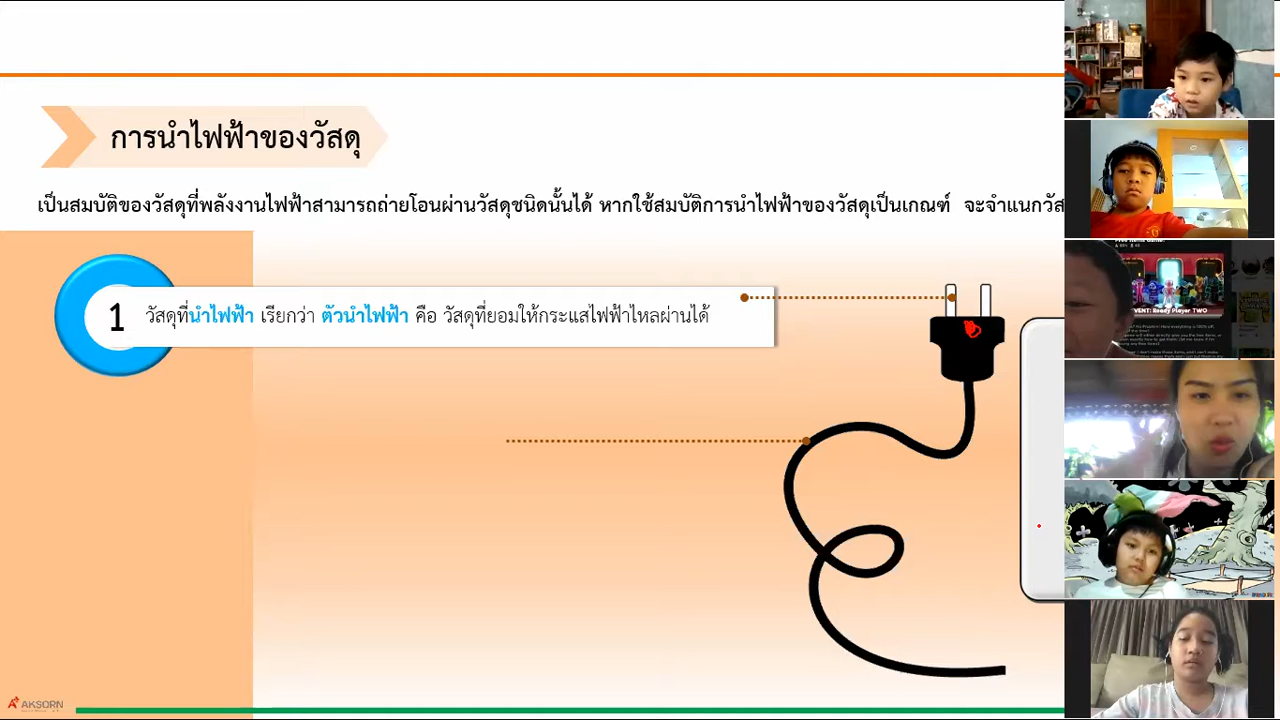 การนำไฟฟ้าของวัสดุ
เป็นสมบัติของวัสดุที่พลังงานไฟฟ้าสามารถถ่ายโอนผ่านวัสดุชนิดนั้นได้ หากใช้สมบัติการนำไฟฟ้าของวัสดุเป็นเกณฑ์ จะจำแนกวัส
1 วัสดุที่นำไฟฟ้า เรียกว่า ตัวนำไฟฟ้า คือ วัสดุที่ยอมให้กระแสไฟฟ้าไหลผ่านได้
VENT: Ready Player TWO
AKSORN